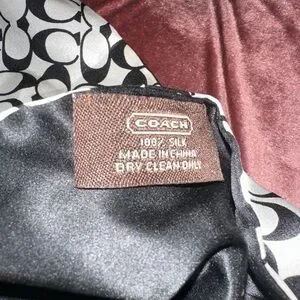 COACH
100% SILK
MADE IN CHINA
DRY CLEAN ONLY